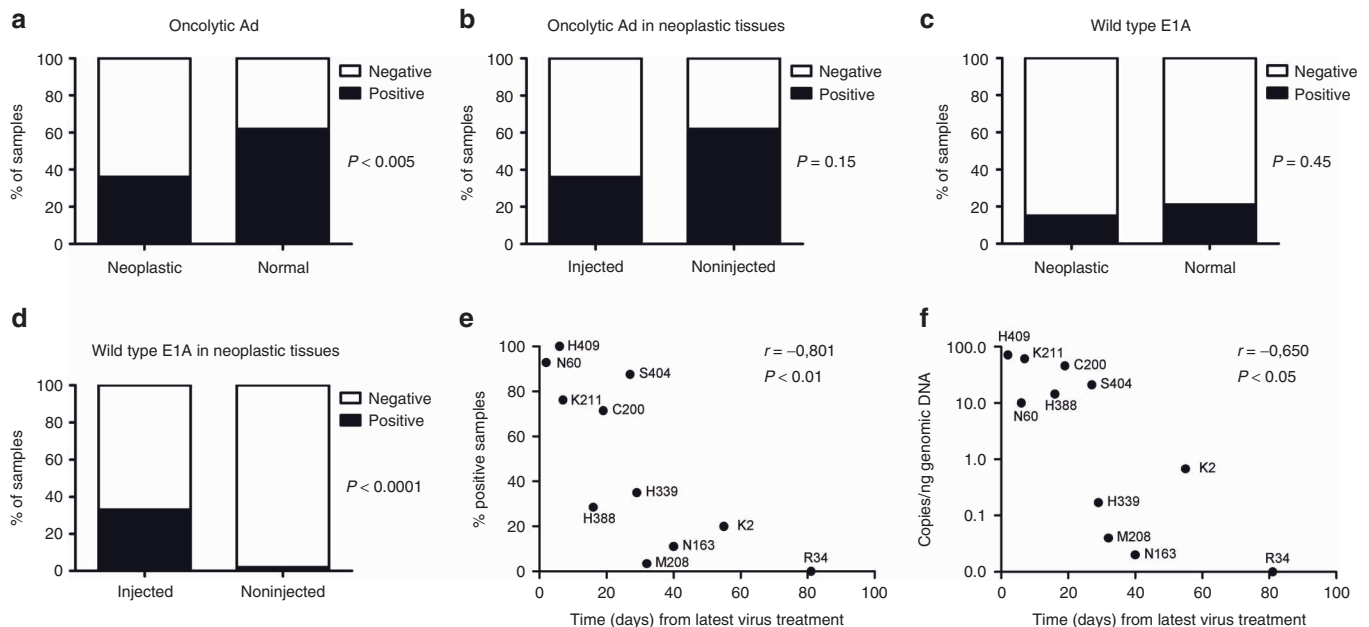 a
Oncolytic Ad
100
80
60
40
20
0
% of samples
Negative
Positive
P < 0.005
Neoplastic
Normal
b
Oncolytic Ad in neoplastic tissues
100
80
60
40
20
0
% of samples
Negative
Positive
P = 0.15
Injected
Noninjected
c
Wild type E1A
100
80
60
40
20
0
% of samples
Negative
Positive
P = 0.45
Neoplastic
Normal
d
Wild type E1A in neoplastic tissues
100
80
60
40
20
0
% of samples
Negative
Positive
P < 0.0001
Injected
Noninjected
e
100
80
60
40
20
0
% positive samples
H409
N60
S404
K211
C200
H339
H388
K2
N163
M208
R34
r = −0,801
P < 0.01
0 20 40 60 80 100
Time (days) from latest virus treatment
f
100.0
10.0
1.0
0.1
0.0
Copies/ng genomic DNA
H409
K211
C200
S404
H388
N60
K2
H339
M208
N163
R34
r = −0,650
P < 0.05
0 20 40 60 80 100
Time (days) from latest virus treatment